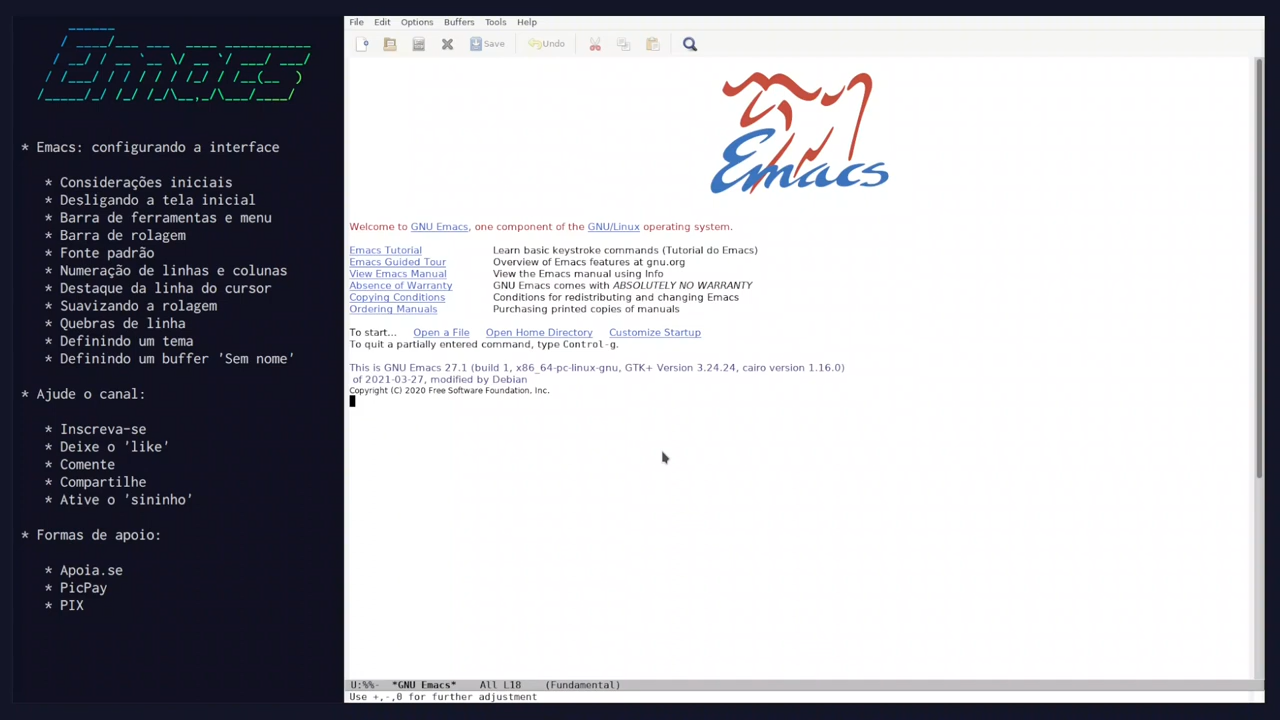 Emacs
* Emacs: configurando a interface
* Considerações iniciais
* Desligando a tela inicial
* Barra de ferramentas e menu
* Barra de rolagem
* Fonte padrão
* Numeração de linhas e colunas
* Destaque da linha do cursor
* Suavizando a rolagem
* Quebras de linha
* Definindo um tema
* Definindo um buffer 'Sem nome'
* Ajude o canal:
* Inscreva-se
* Deixe o 'like'
* Comente
* Compartilhe
* Ative o 'sininho'
* Formas de apoio:
* Apoia.se
* PicPay
* PIX
File Edit Options Buffers Tools Help
Save Undo
Emacs
Welcome to GNU Emacs, one component of the GNU/Linux operating system.
Emacs Tutorial Learn basic keystroke commands (Tutorial do Emacs)
Emacs Guided Tour Overview of Emacs features at gnu.org
View Emacs Manual View the Emacs manual using Info
Absence of Warranty GNU Emacs comes with ABSOLUTELY NO WARRANTY
Copying Conditions Conditions for redistributing and changing Emacs
Ordering Manuals Purchasing printed copies of manuals
To start... Open a File Open Home Directory Customize Startup
To quit a partially entered command, type Control-g.
This is GNU Emacs 27.1 (build 1, x86_64-pc-linux-gnu, GTK+ Version 3.24.24, cairo version 1.16.0)
of 2021-03-27, modified by Debian
Copyright (C) 2020 Free Software Foundation, Inc.
U:%%- *GNU Emacs* All L18 (Fundamental)
Use +,-,0 for further adjustment